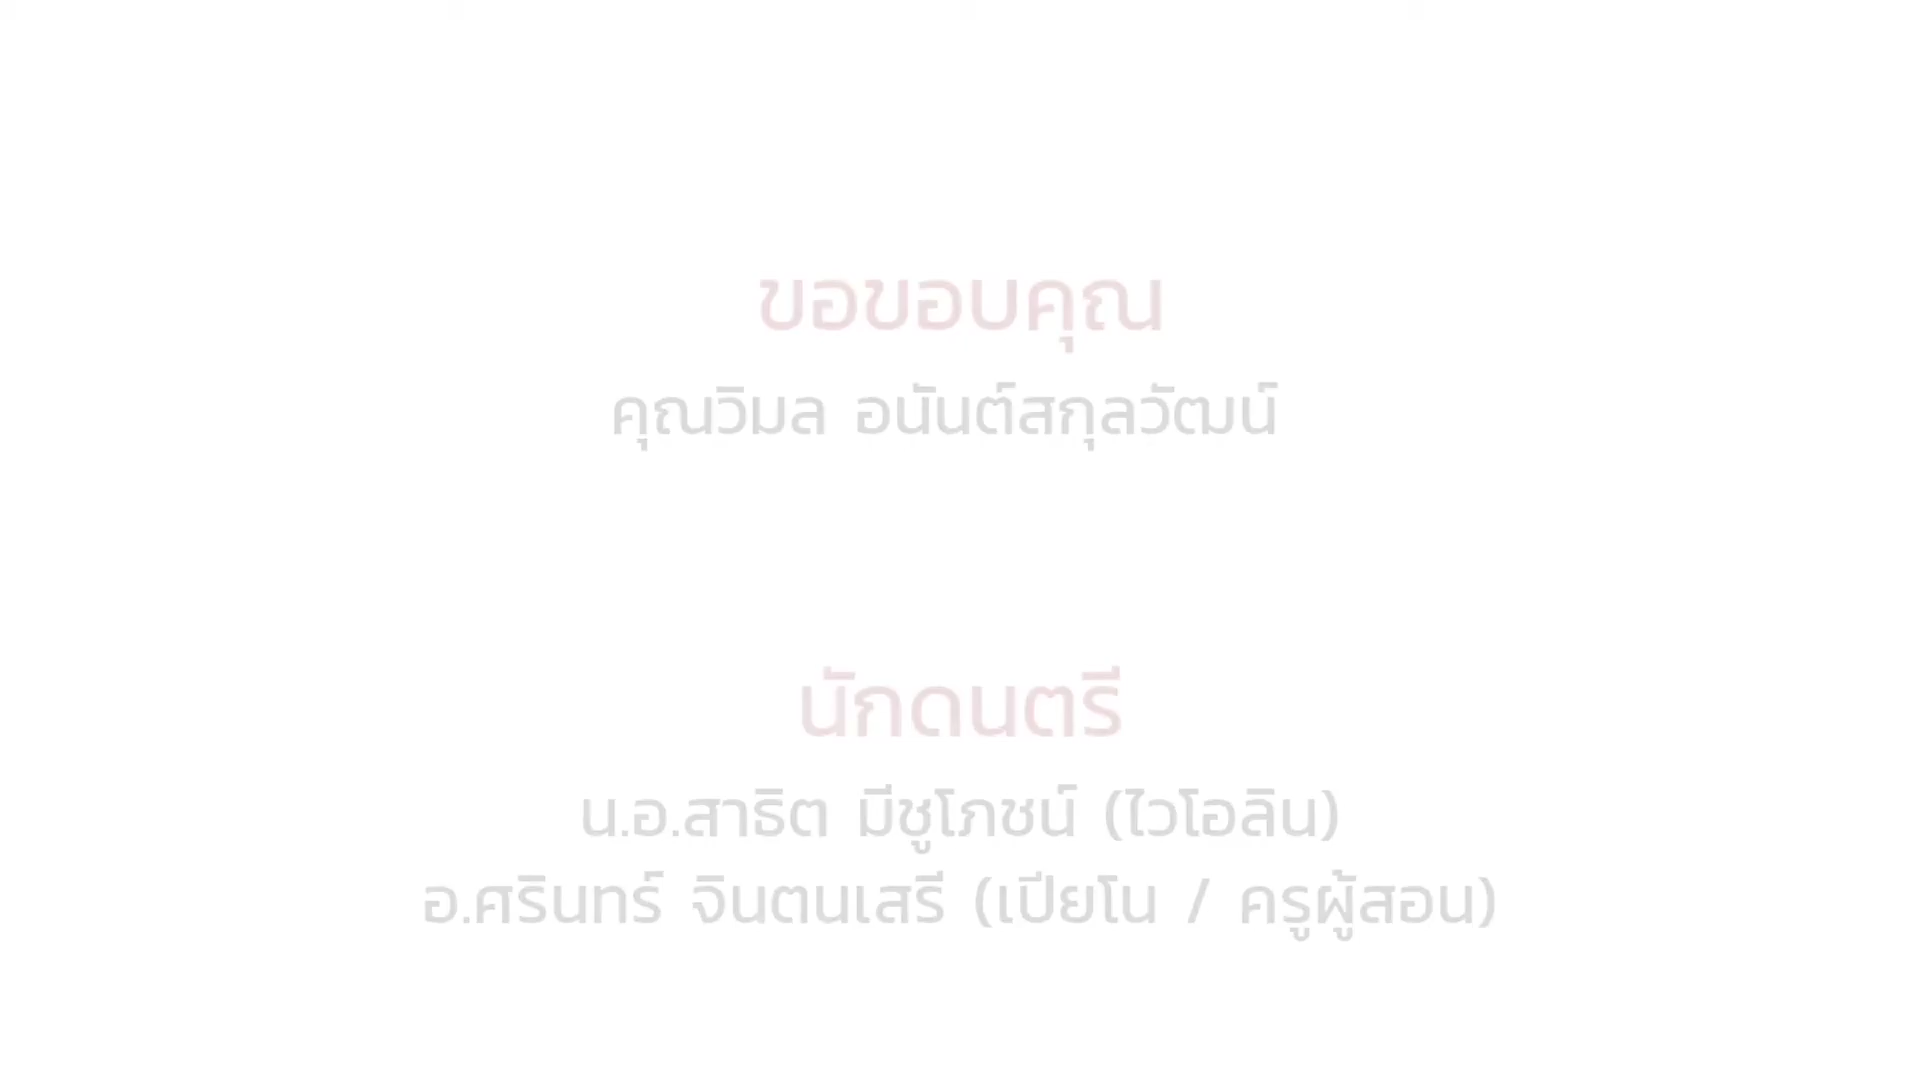 ขอขอบคุณ
คุณวิมล อนันต์สกุลวัฒน์
นักดนตรี
น.อ.สาธิต มีชูโภชน์ (ไวโอลิน)
อ.ศรินทร์ จินตนเสรี (เปียโน / ครูผู้สอน)